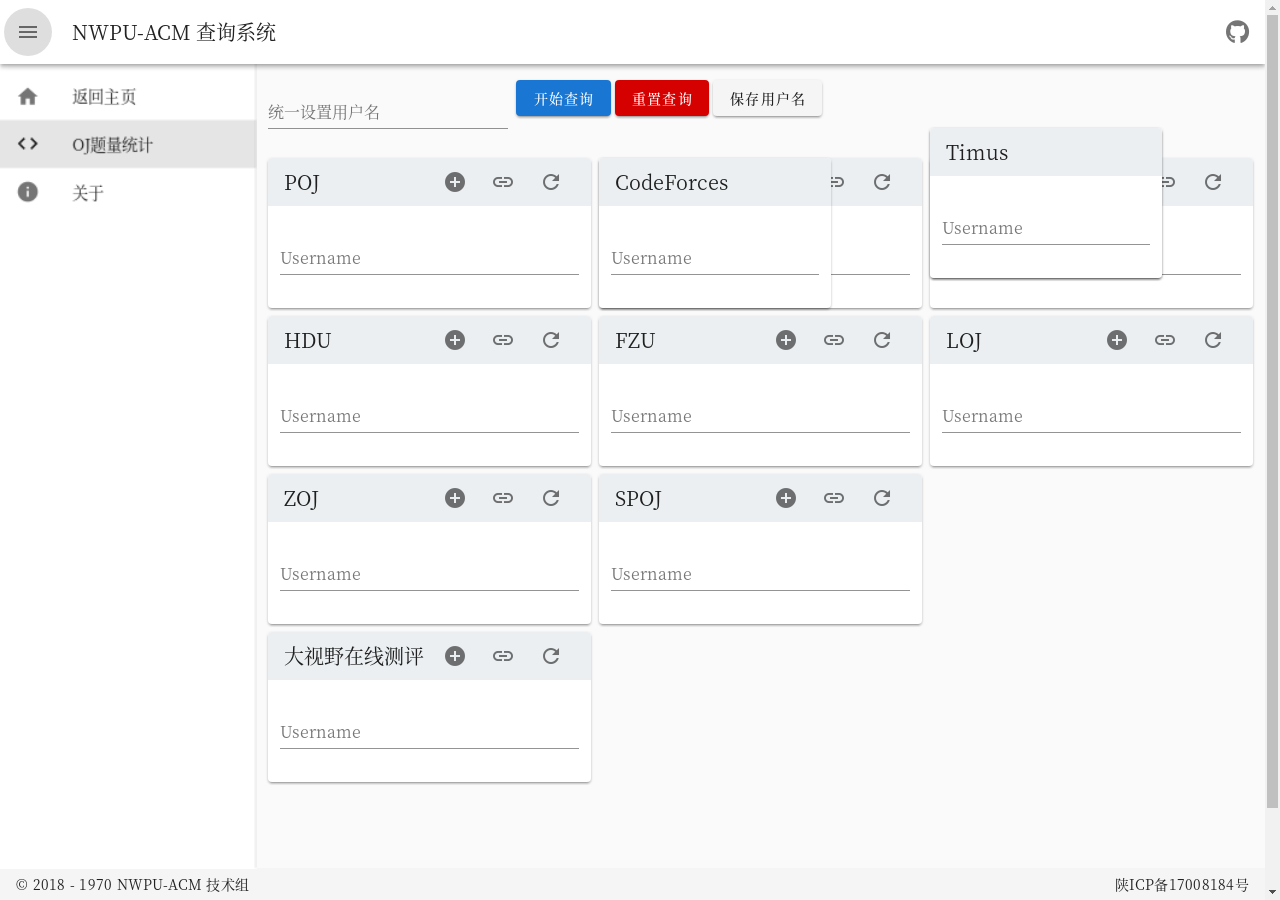 NWPU-ACM 查询系统
返回主页
OJ题量统计
关于
统一设置用户名
开始查询
重置查询
保存用户名
POJ
Username
CodeForces
Username
Timus
Username
HDU
Username
FZU
Username
LOJ
Username
ZOJ
Username
SPOJ
Username
大视野在线测评
Username
© 2018 - 1970 NWPU-ACM 技术组
陕ICP备17008184号